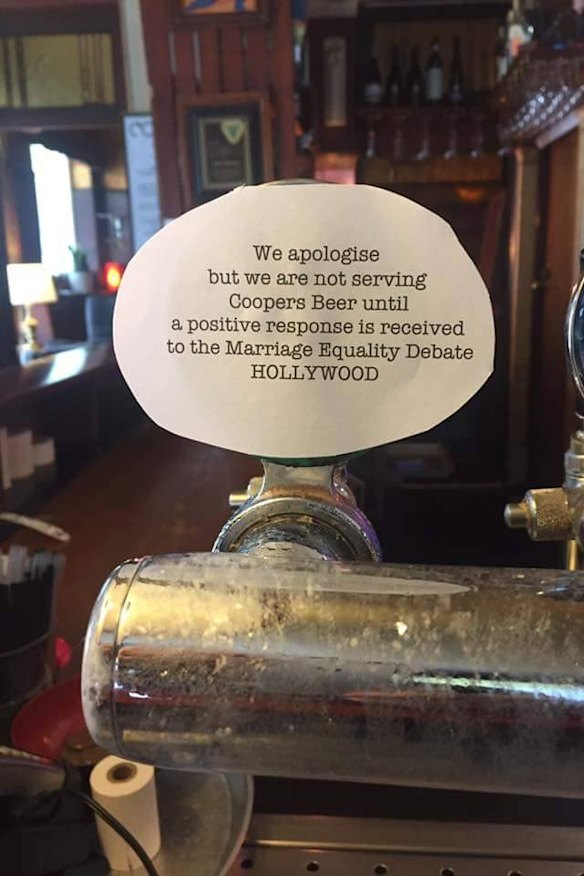 We apologise
but we are not serving
Coopers Beer until
a positive response is received
to the Marriage Equality Debate
HOLLYWOOD